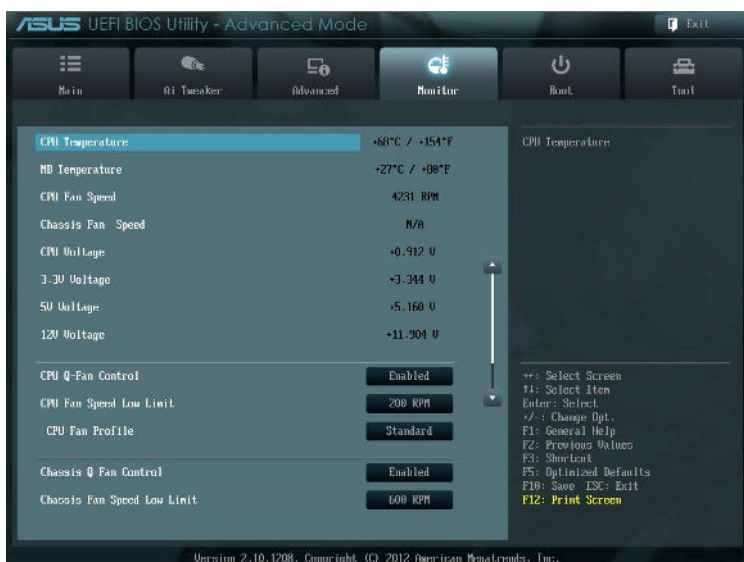 ASUS UEFI BIOS Utility - Advanced Mode
Exit
Main
Ai Tweaker
Advanced
Monitor
Boot
Tool
CPU Temperature +68°C / +154°F
MB Temperature +27°C / +80°F
CPU Fan Speed 4231 RPM
Chassis Fan Speed N/A
CPU Voltage +0.912 V
3.3V Voltage +3.344 V
5V Voltage +5.160 V
12V Voltage +11.904 V
CPU Q-Fan Control Enabled
CPU Fan Speed Low Limit 200 RPM
CPU Fan Profile Standard
Chassis Q Fan Control Enabled
Chassis Fan Speed Low Limit 600 RPM
CPU Temperature
→←: Select Screen
↑↓: Select Item
Enter: Select
+/-: Change Opt.
F1: General Help
F2: Previous Values
F3: Shortcut
F5: Optimized Defaults
F10: Save ESC: Exit
F12: Print Screen
Version 2.10.1208. Copyright (C) 2012 American Megatrends, Inc.